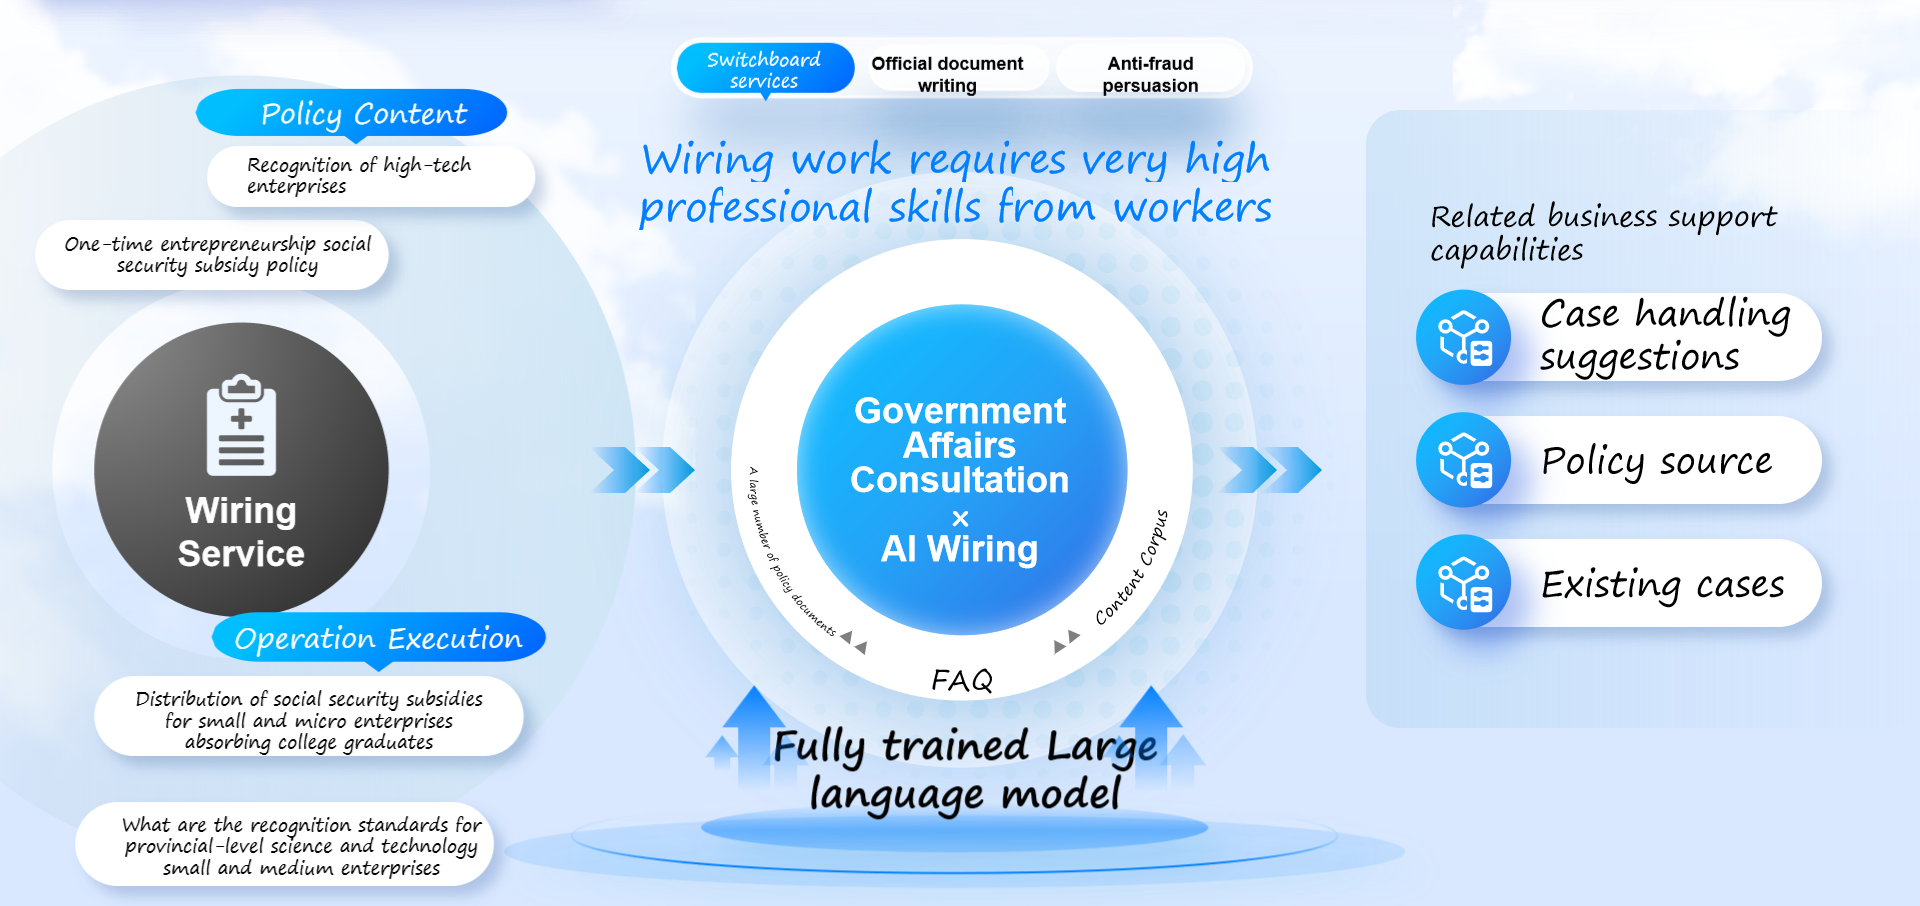 Switchboard
services
Official document
writing
Anti-fraud
persuasion
Policy Content
Recognition of high-tech
enterprises
One-time entrepreneurship social
security subsidy policy
Wiring
Service
Operation Execution
Distribution of social security subsidies
for small and micro enterprises
absorbing college graduates
What are the recognition standards for
provincial-level science and technology
small and medium enterprises
Wiring work requires very high
professional skills from workers
Government
Affairs
Consultation
×
AI Wiring
A large number of policy documents
FAQ
Content Corpus
Fully trained Large
language model
Related business support
capabilities
Case handling
suggestions
Policy source
Existing cases